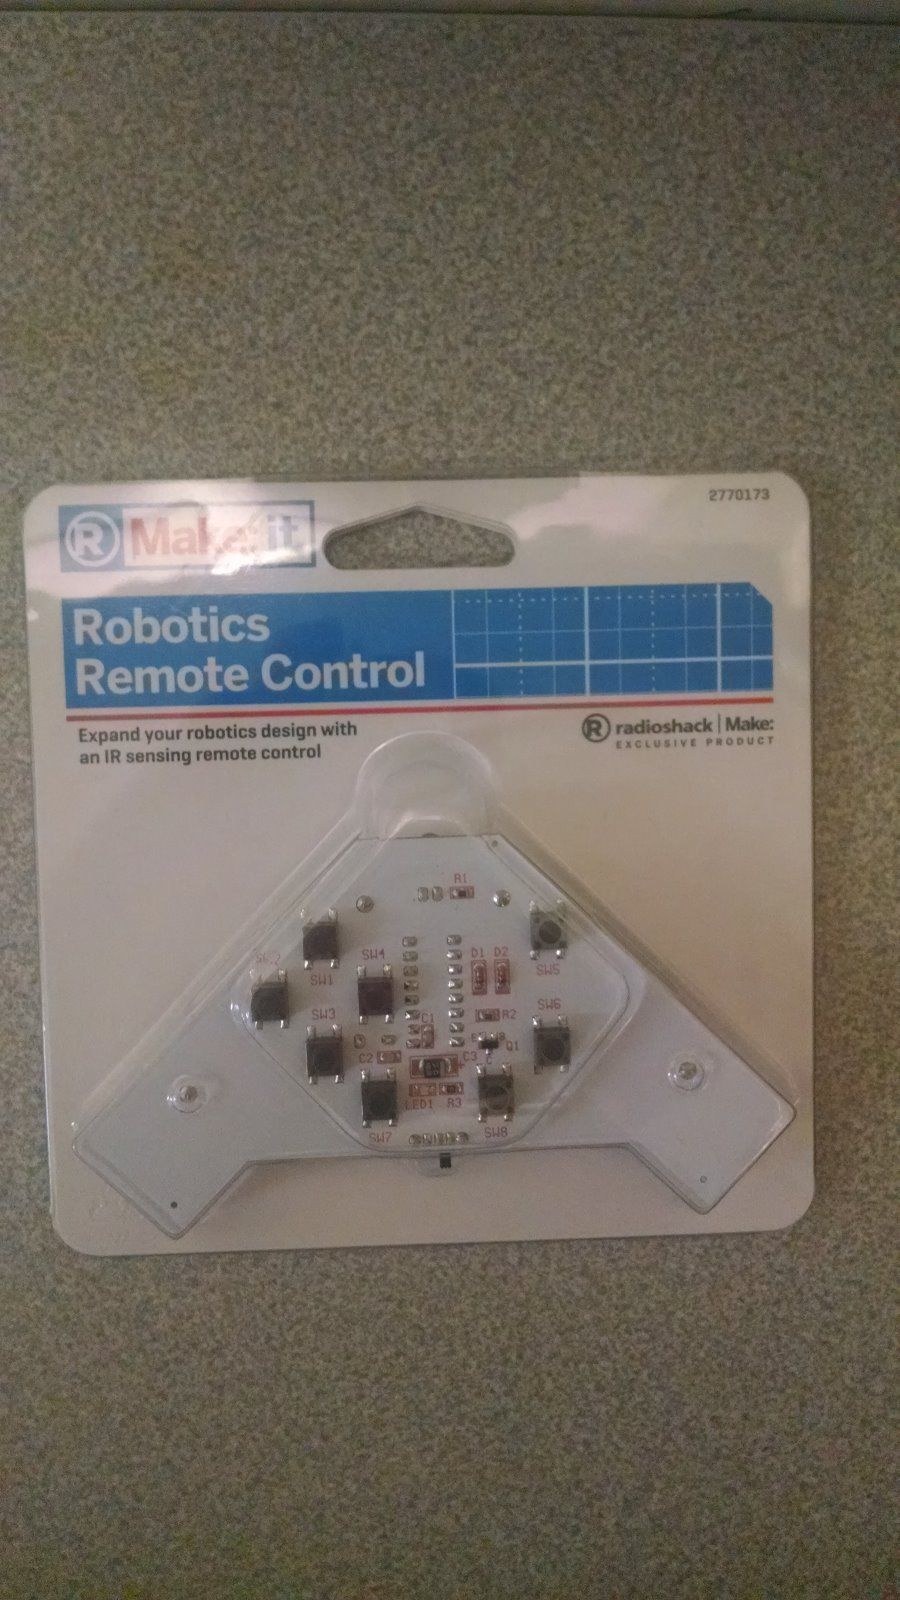 2770173
R Make: it
Robotics
Remote Control
Expand your robotics design with
an IR sensing remote control
R radioshack | Make:
EXCLUSIVE PRODUCT
R1
SW4
D1 D2
SW1
SW5
SW3
SW6
C1
R2
C2
C3
Q1
LED1 R3
SW7
SW8